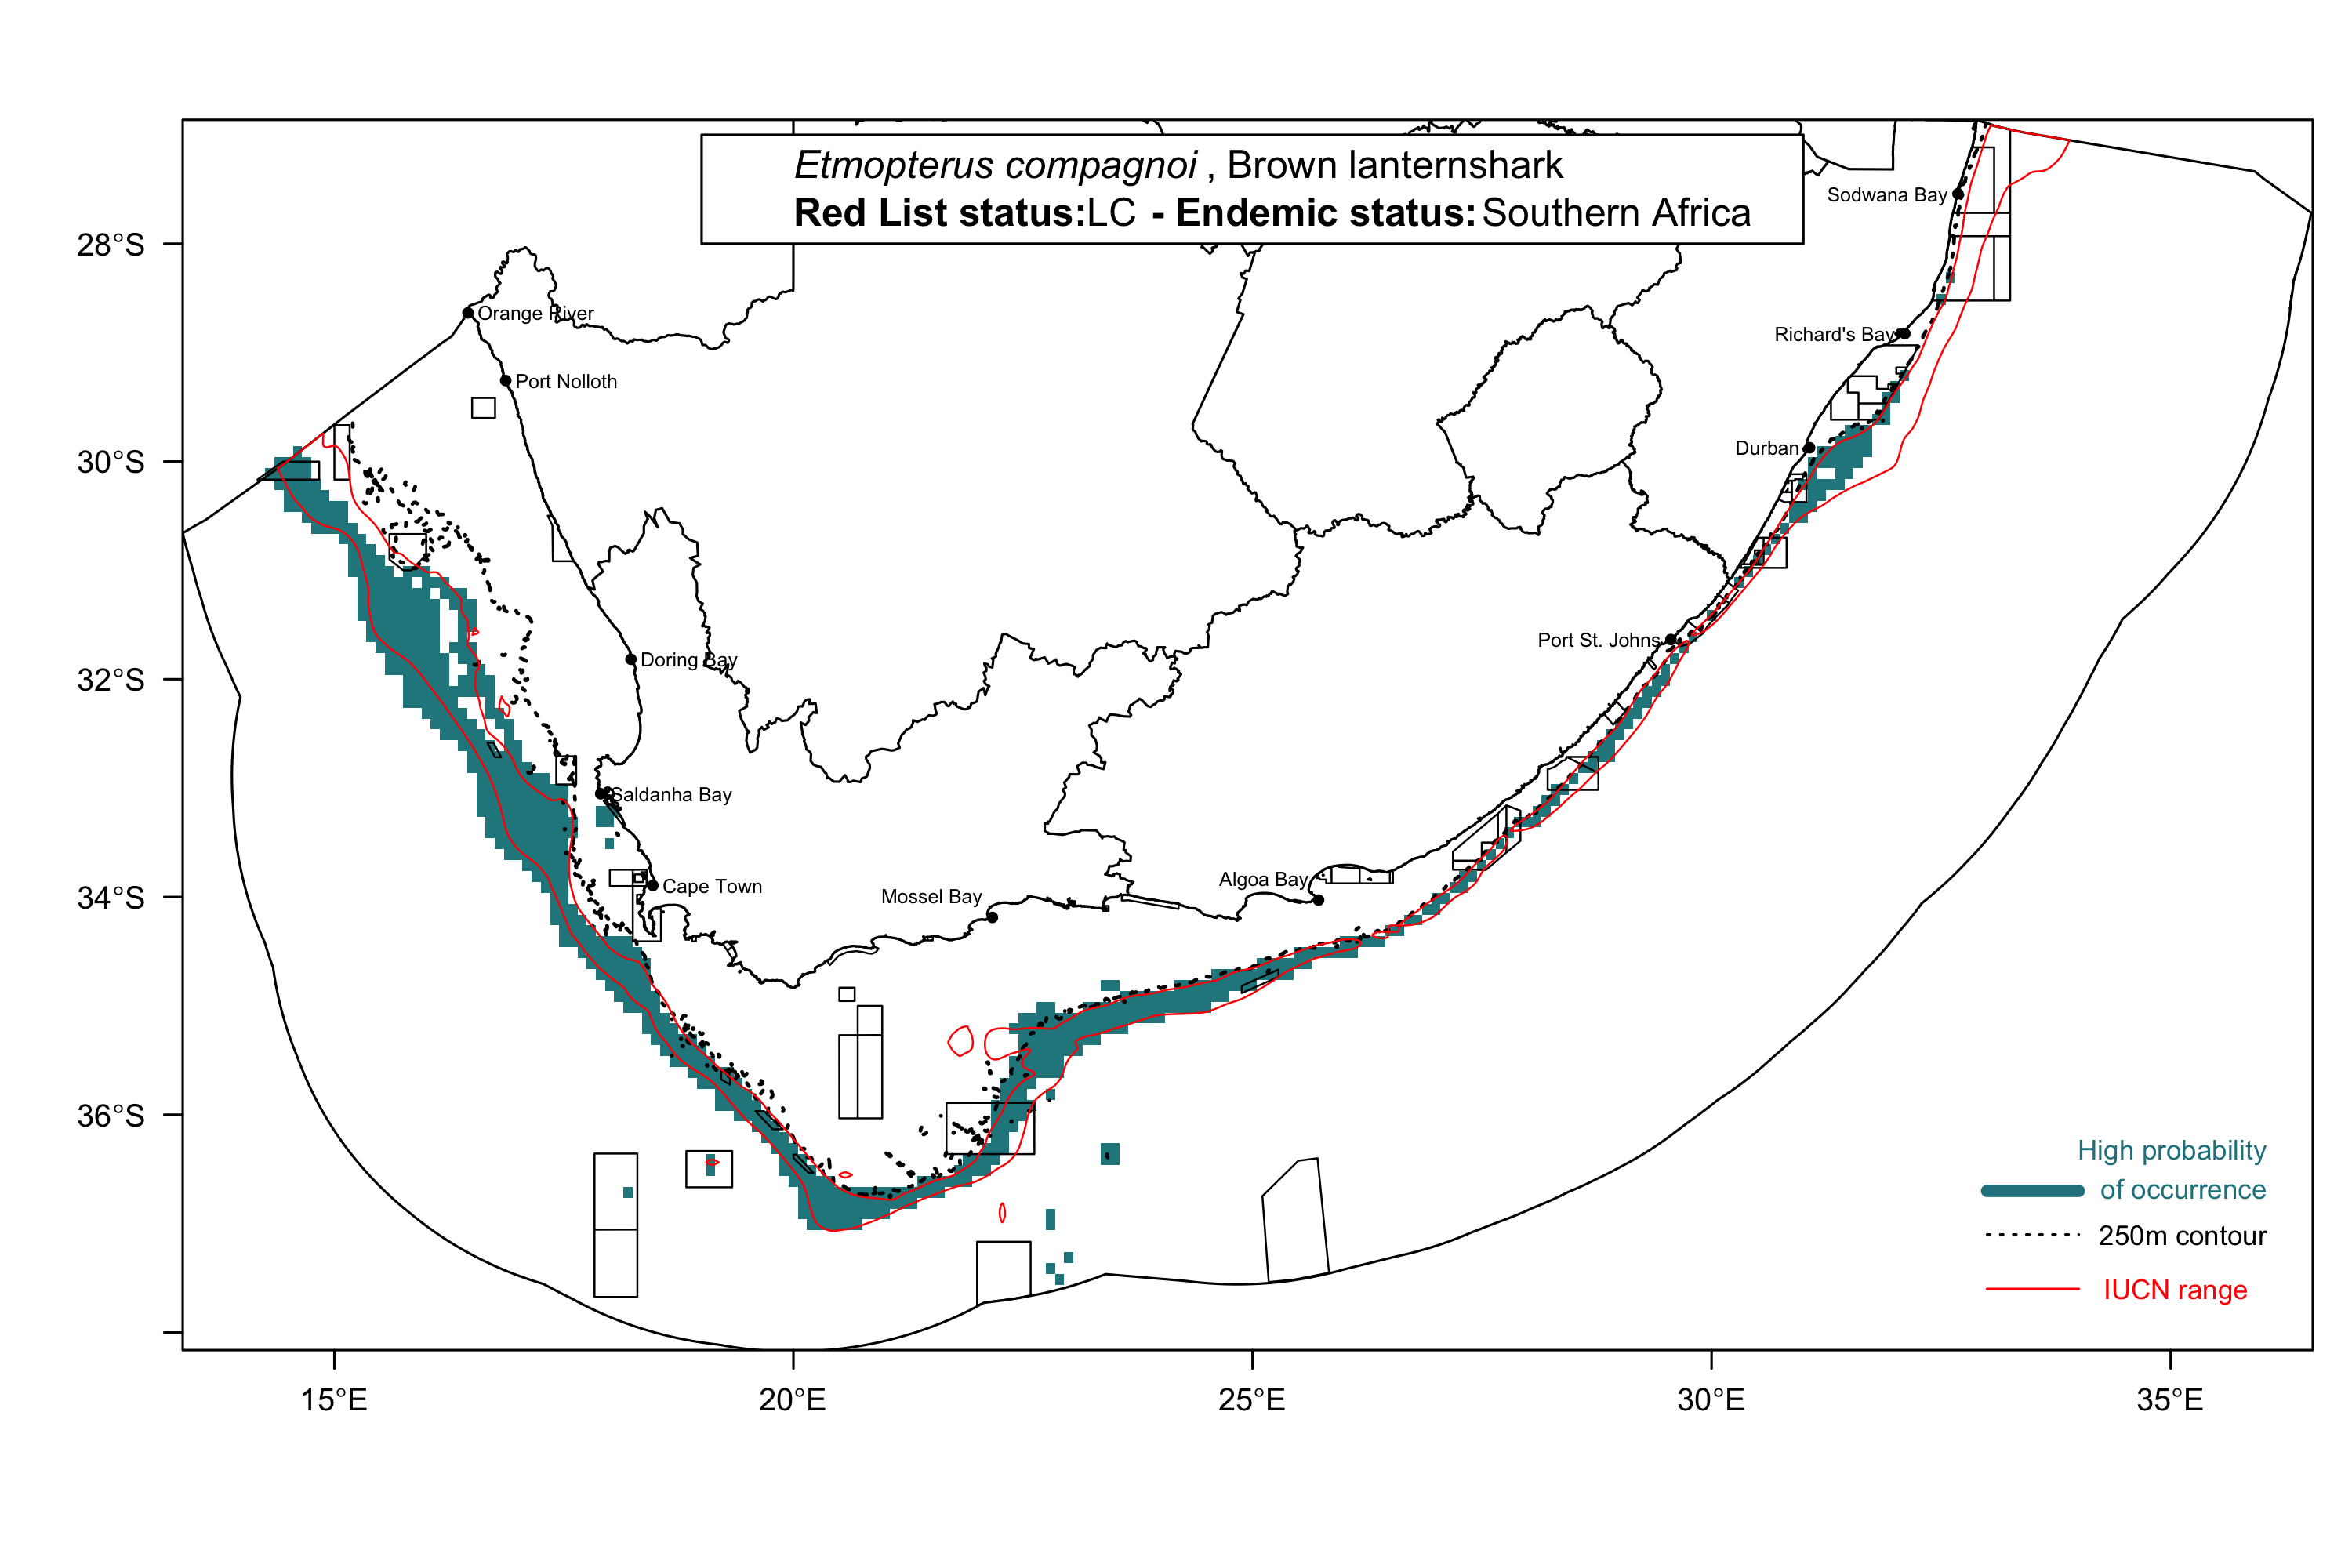 Etmopterus compagnoi , Brown lanternshark
Red List status:LC - Endemic status:Southern Africa
Sodwana Bay
28°S
Orange River
Richard's Bay
Port Nolloth
Durban
30°S
Port St. Johns
Doring Bay
32°S
Saldanha Bay
Algoa Bay
Cape Town
Mossel Bay
34°S
36°S
High probability
of occurrence
250m contour
IUCN range
15°E
20°E
25°E
30°E
35°E